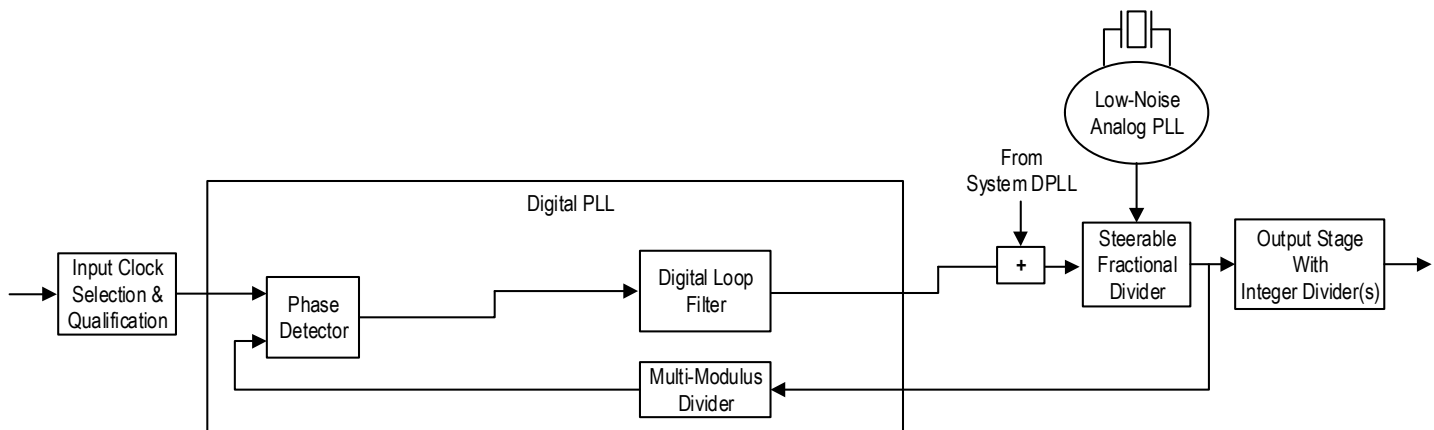 Low-Noise
Analog PLL
From
System DPLL
Digital PLL
Input Clock
Selection &
Qualification
Phase
Detector
Digital Loop
Filter
+
Steerable
Fractional
Divider
Output Stage
With
Integer Divider(s)
Multi-Modulus
Divider